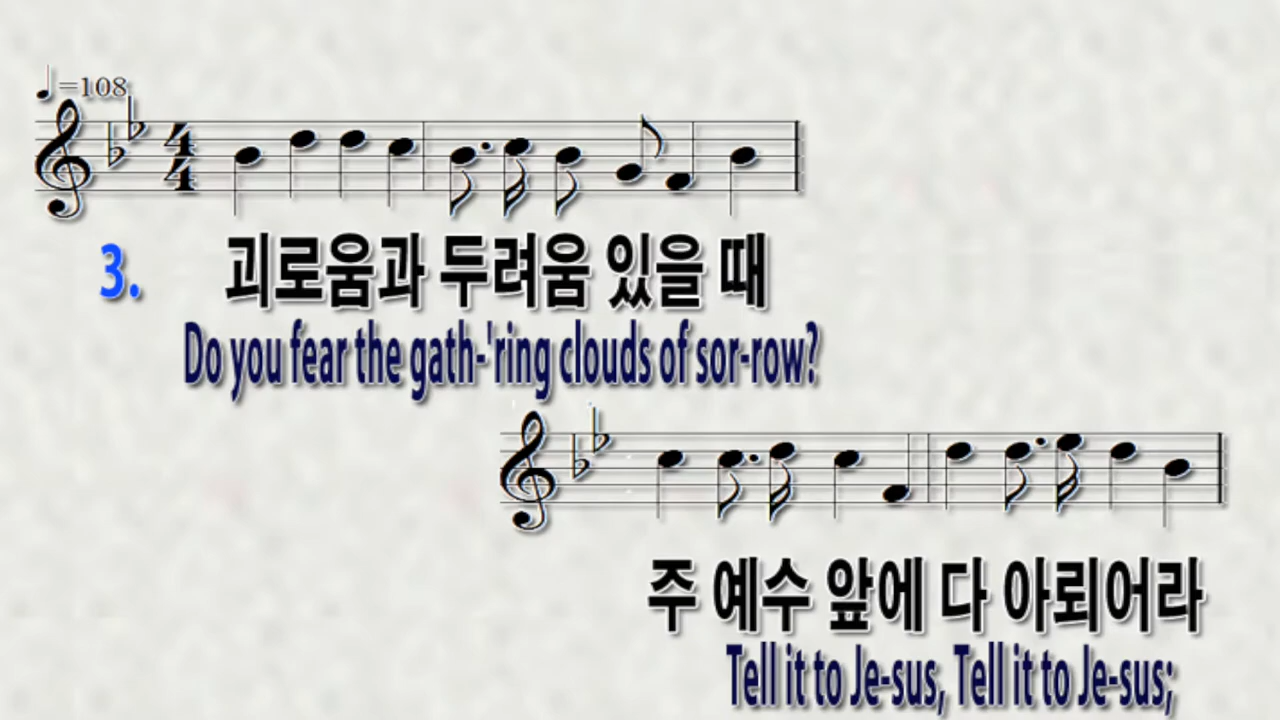 ♩=108
3. 괴로움과 두려움 있을 때
Do you fear the gath-'ring clouds of sor-row?
주 예수 앞에 다 아뢰어라
Tell it to Je-sus, Tell it to Je-sus;